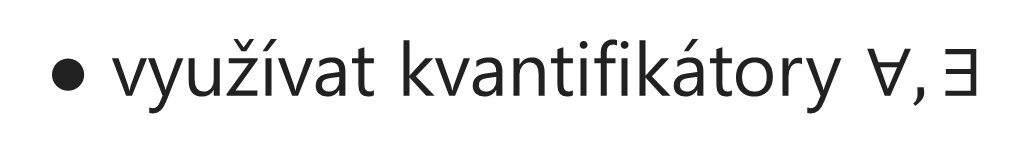 ● využívat kvantifikátory ∀, ∃